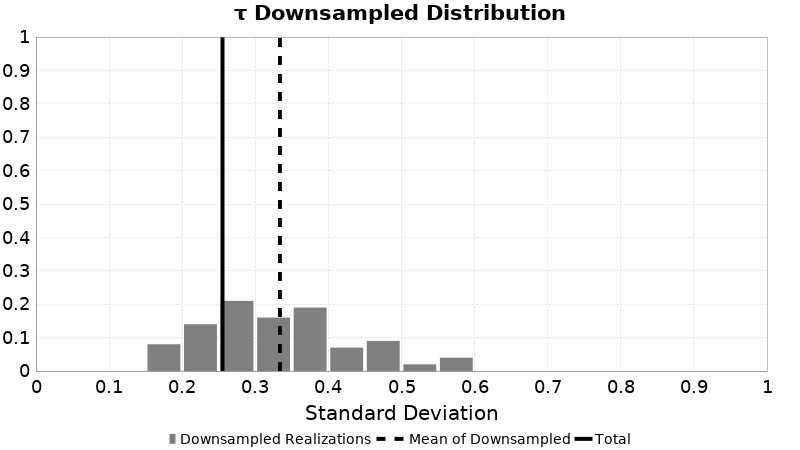 τ Downsampled Distribution
1
0.9
0.8
0.7
0.6
0.5
0.4
0.3
0.2
0.1
0
0 0.1 0.2 0.3 0.4 0.5 0.6 0.7 0.8 0.9 1
Standard Deviation
Downsampled Realizations Mean of Downsampled Total